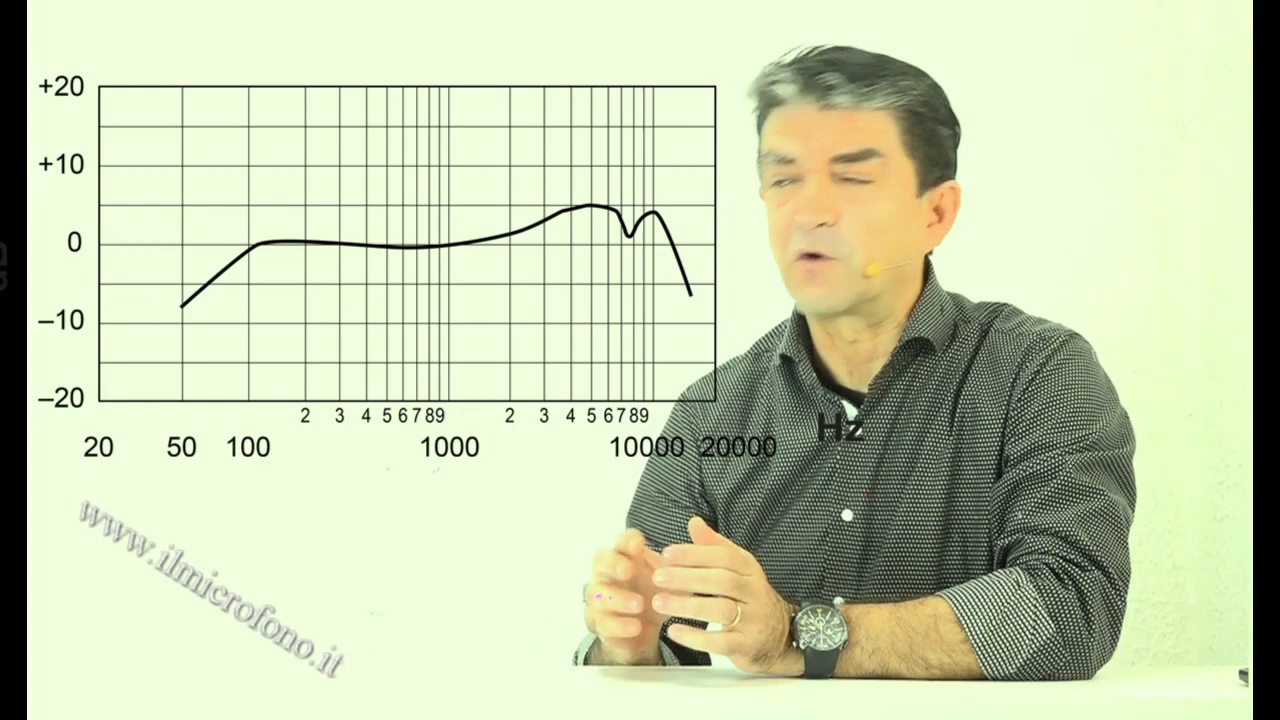 +20
+10
0
–10
–20
dB
2 3 4 5 6 7 8 9 2 3 4 5 6 7 8 9
20 50 100 1000 10000 20000
Hz
www.ilmicrofono.it